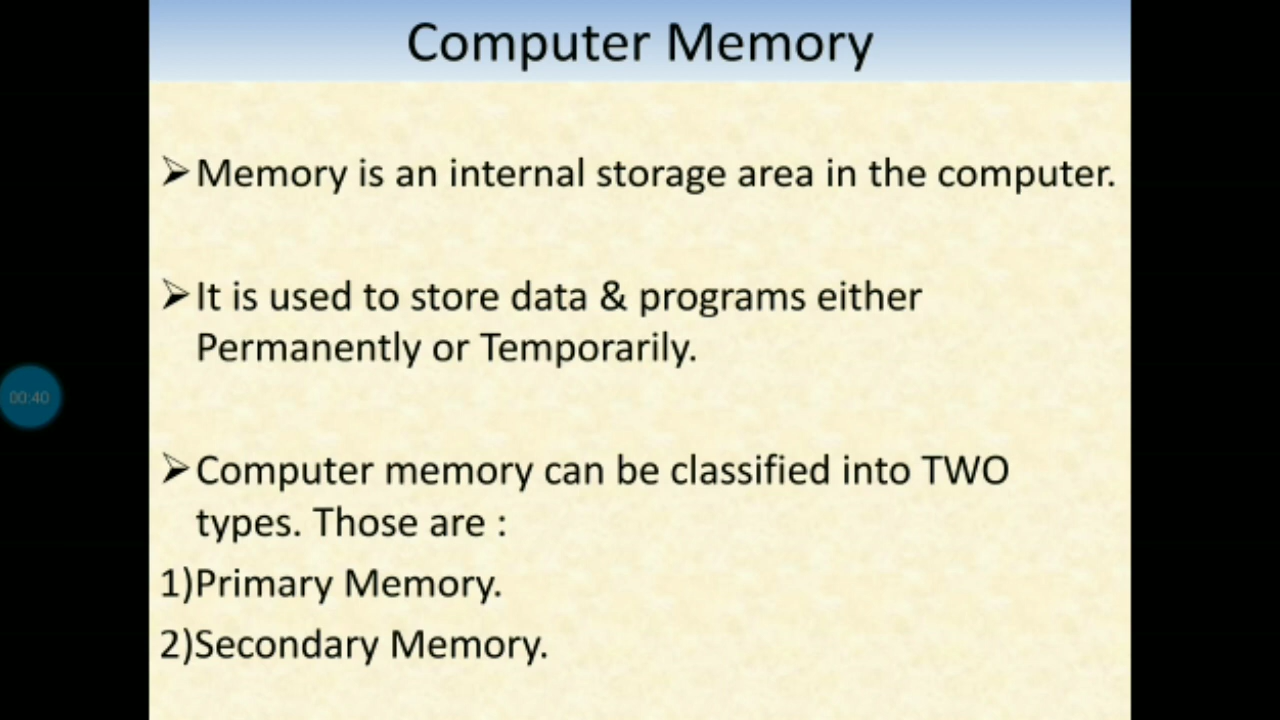 Computer Memory
➢Memory is an internal storage area in the computer.
➢It is used to store data & programs either
Permanently or Temporarily.
00:40
➢Computer memory can be classified into TWO
types. Those are :
1)Primary Memory.
2)Secondary Memory.